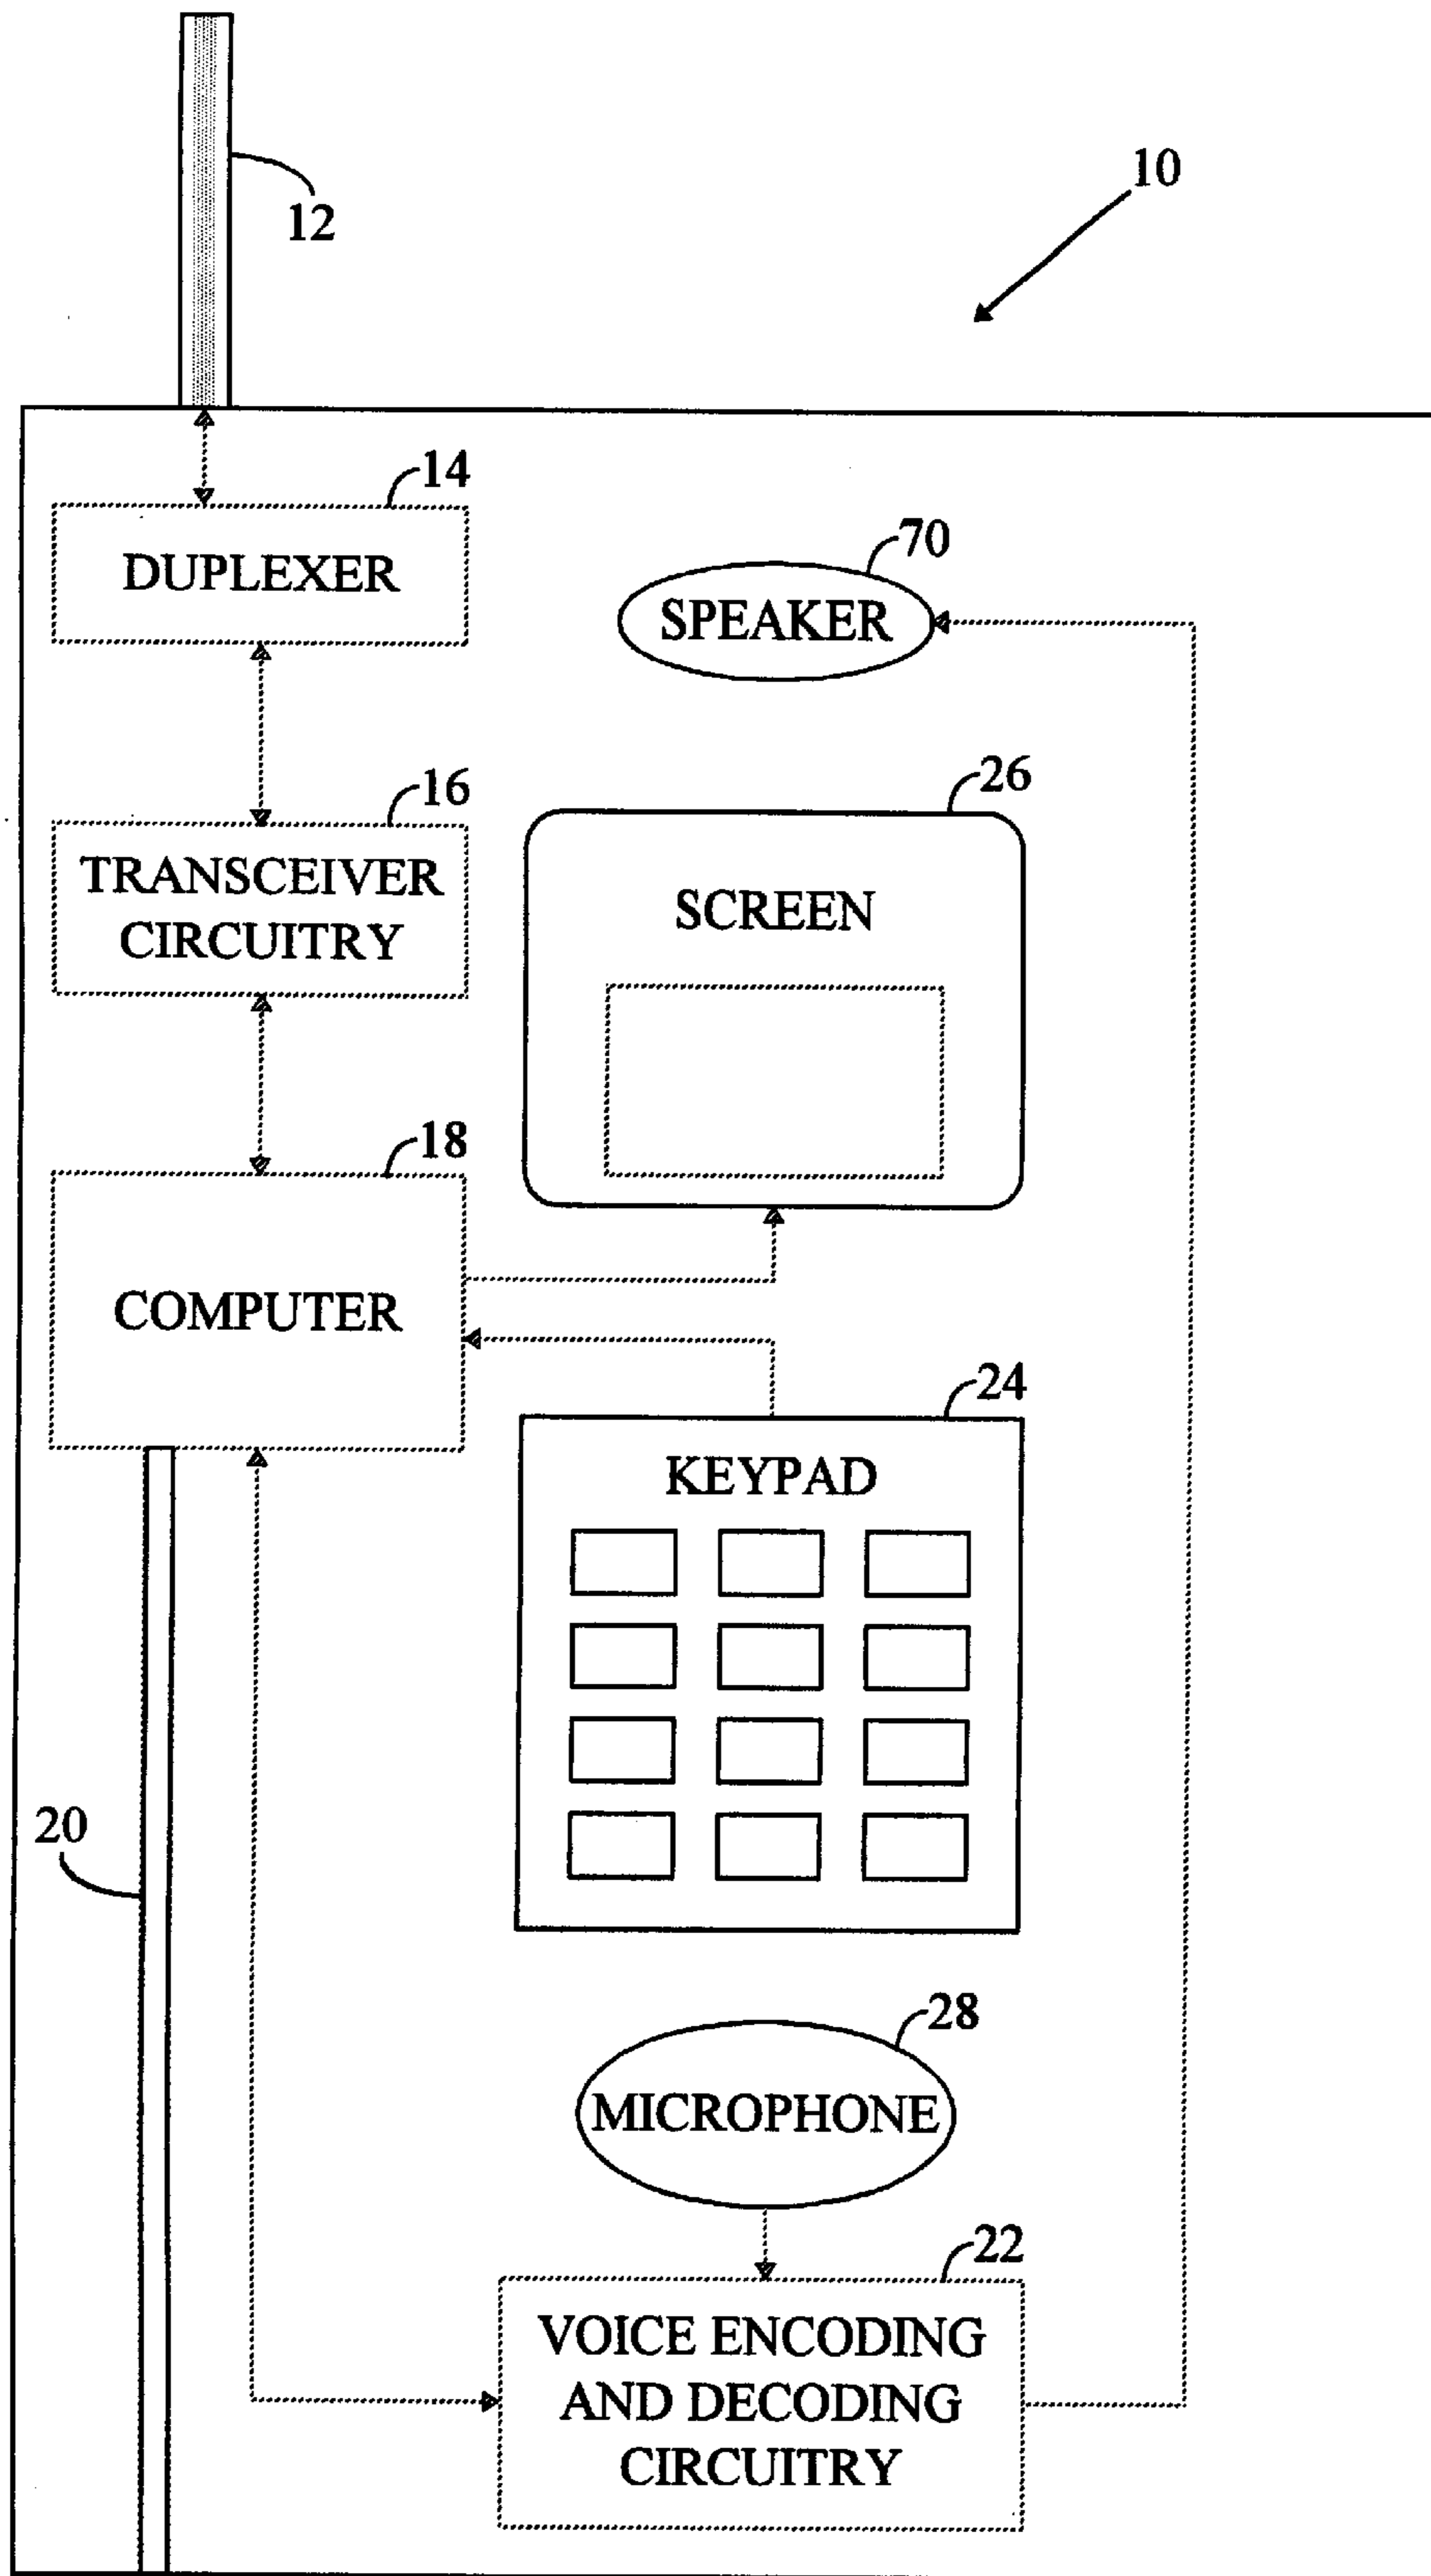 12
10
14
DUPLEXER
70
SPEAKER
16
TRANSCEIVER
CIRCUITRY
26
SCREEN
18
COMPUTER
24
KEYPAD
20
28
MICROPHONE
22
VOICE ENCODING
AND DECODING
CIRCUITRY